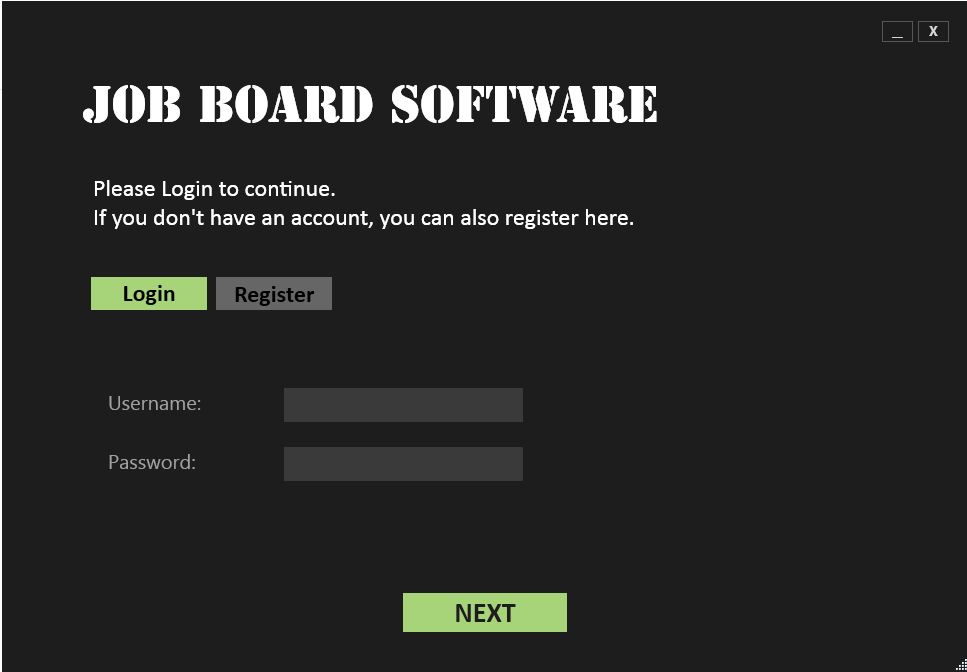 _ X
JOB BOARD SOFTWARE
Please Login to continue.
If you don't have an account, you can also register here.
Login Register
Username:
Password:
NEXT